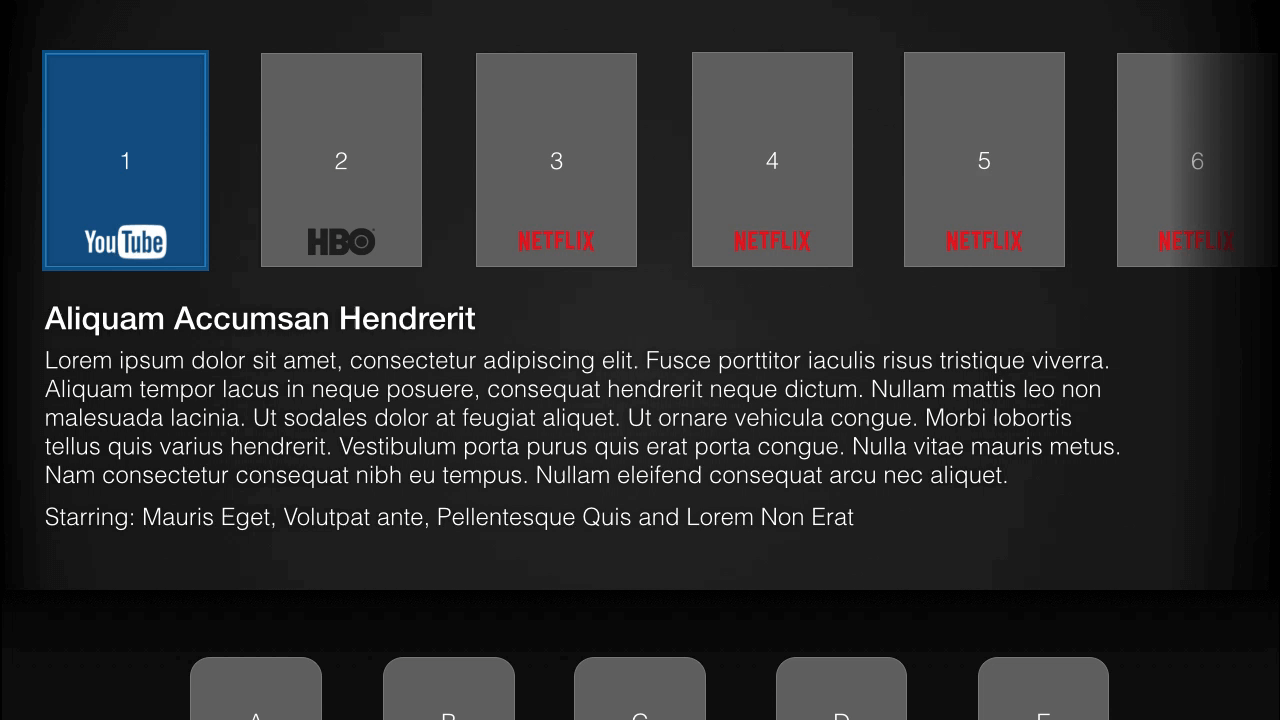 1
2
3
4
5
6
YouTube
HBO
NETFLIX
NETFLIX
NETFLIX
NETFLIX
Aliquam Accumsan Hendrerit
Lorem ipsum dolor sit amet, consectetur adipiscing elit. Fusce porttitor iaculis risus tristique viverra.
Aliquam tempor lacus in neque posuere, consequat hendrerit neque dictum. Nullam mattis leo non
malesuada lacinia. Ut sodales dolor at feugiat aliquet. Ut ornare vehicula congue. Morbi lobortis
tellus quis varius hendrerit. Vestibulum porta purus quis erat porta congue. Nulla vitae mauris metus.
Nam consectetur consequat nibh eu tempus. Nullam eleifend consequat arcu nec aliquet.
Starring: Mauris Eget, Volutpat ante, Pellentesque Quis and Lorem Non Erat
A
B
C
D